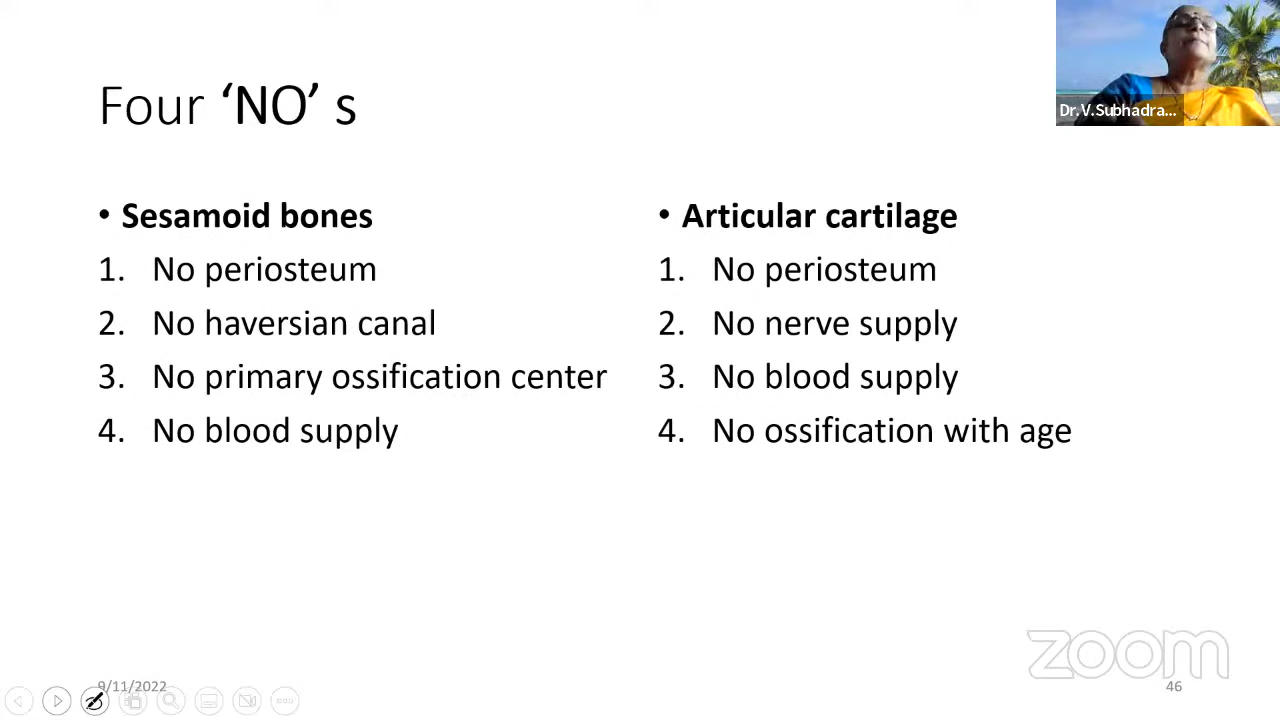 Four ‘NO’ s
Dr.V.Subhadra...
• Sesamoid bones
1. No periosteum
2. No haversian canal
3. No primary ossification center
4. No blood supply
• Articular cartilage
1. No periosteum
2. No nerve supply
3. No blood supply
4. No ossification with age
zoom
9/11/2022
46